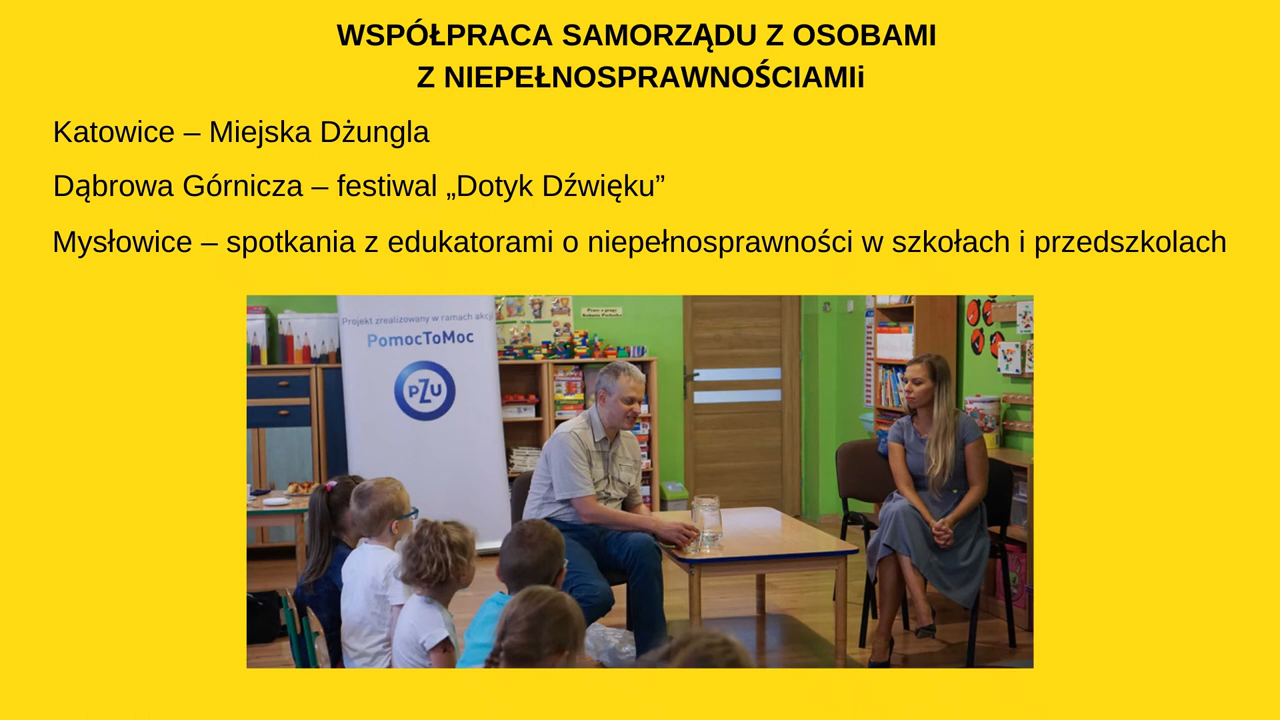 WSPÓŁPRACA SAMORZĄDU Z OSOBAMI
Z NIEPEŁNOSPRAWNOŚCIAMIi
Katowice – Miejska Dżungla
Dąbrowa Górnicza – festiwal „Dotyk Dźwięku”
Mysłowice – spotkania z edukatorami o niepełnosprawności w szkołach i przedszkolach
Projekt zrealizowany w ramach akcji
PomocToMoc
PZU